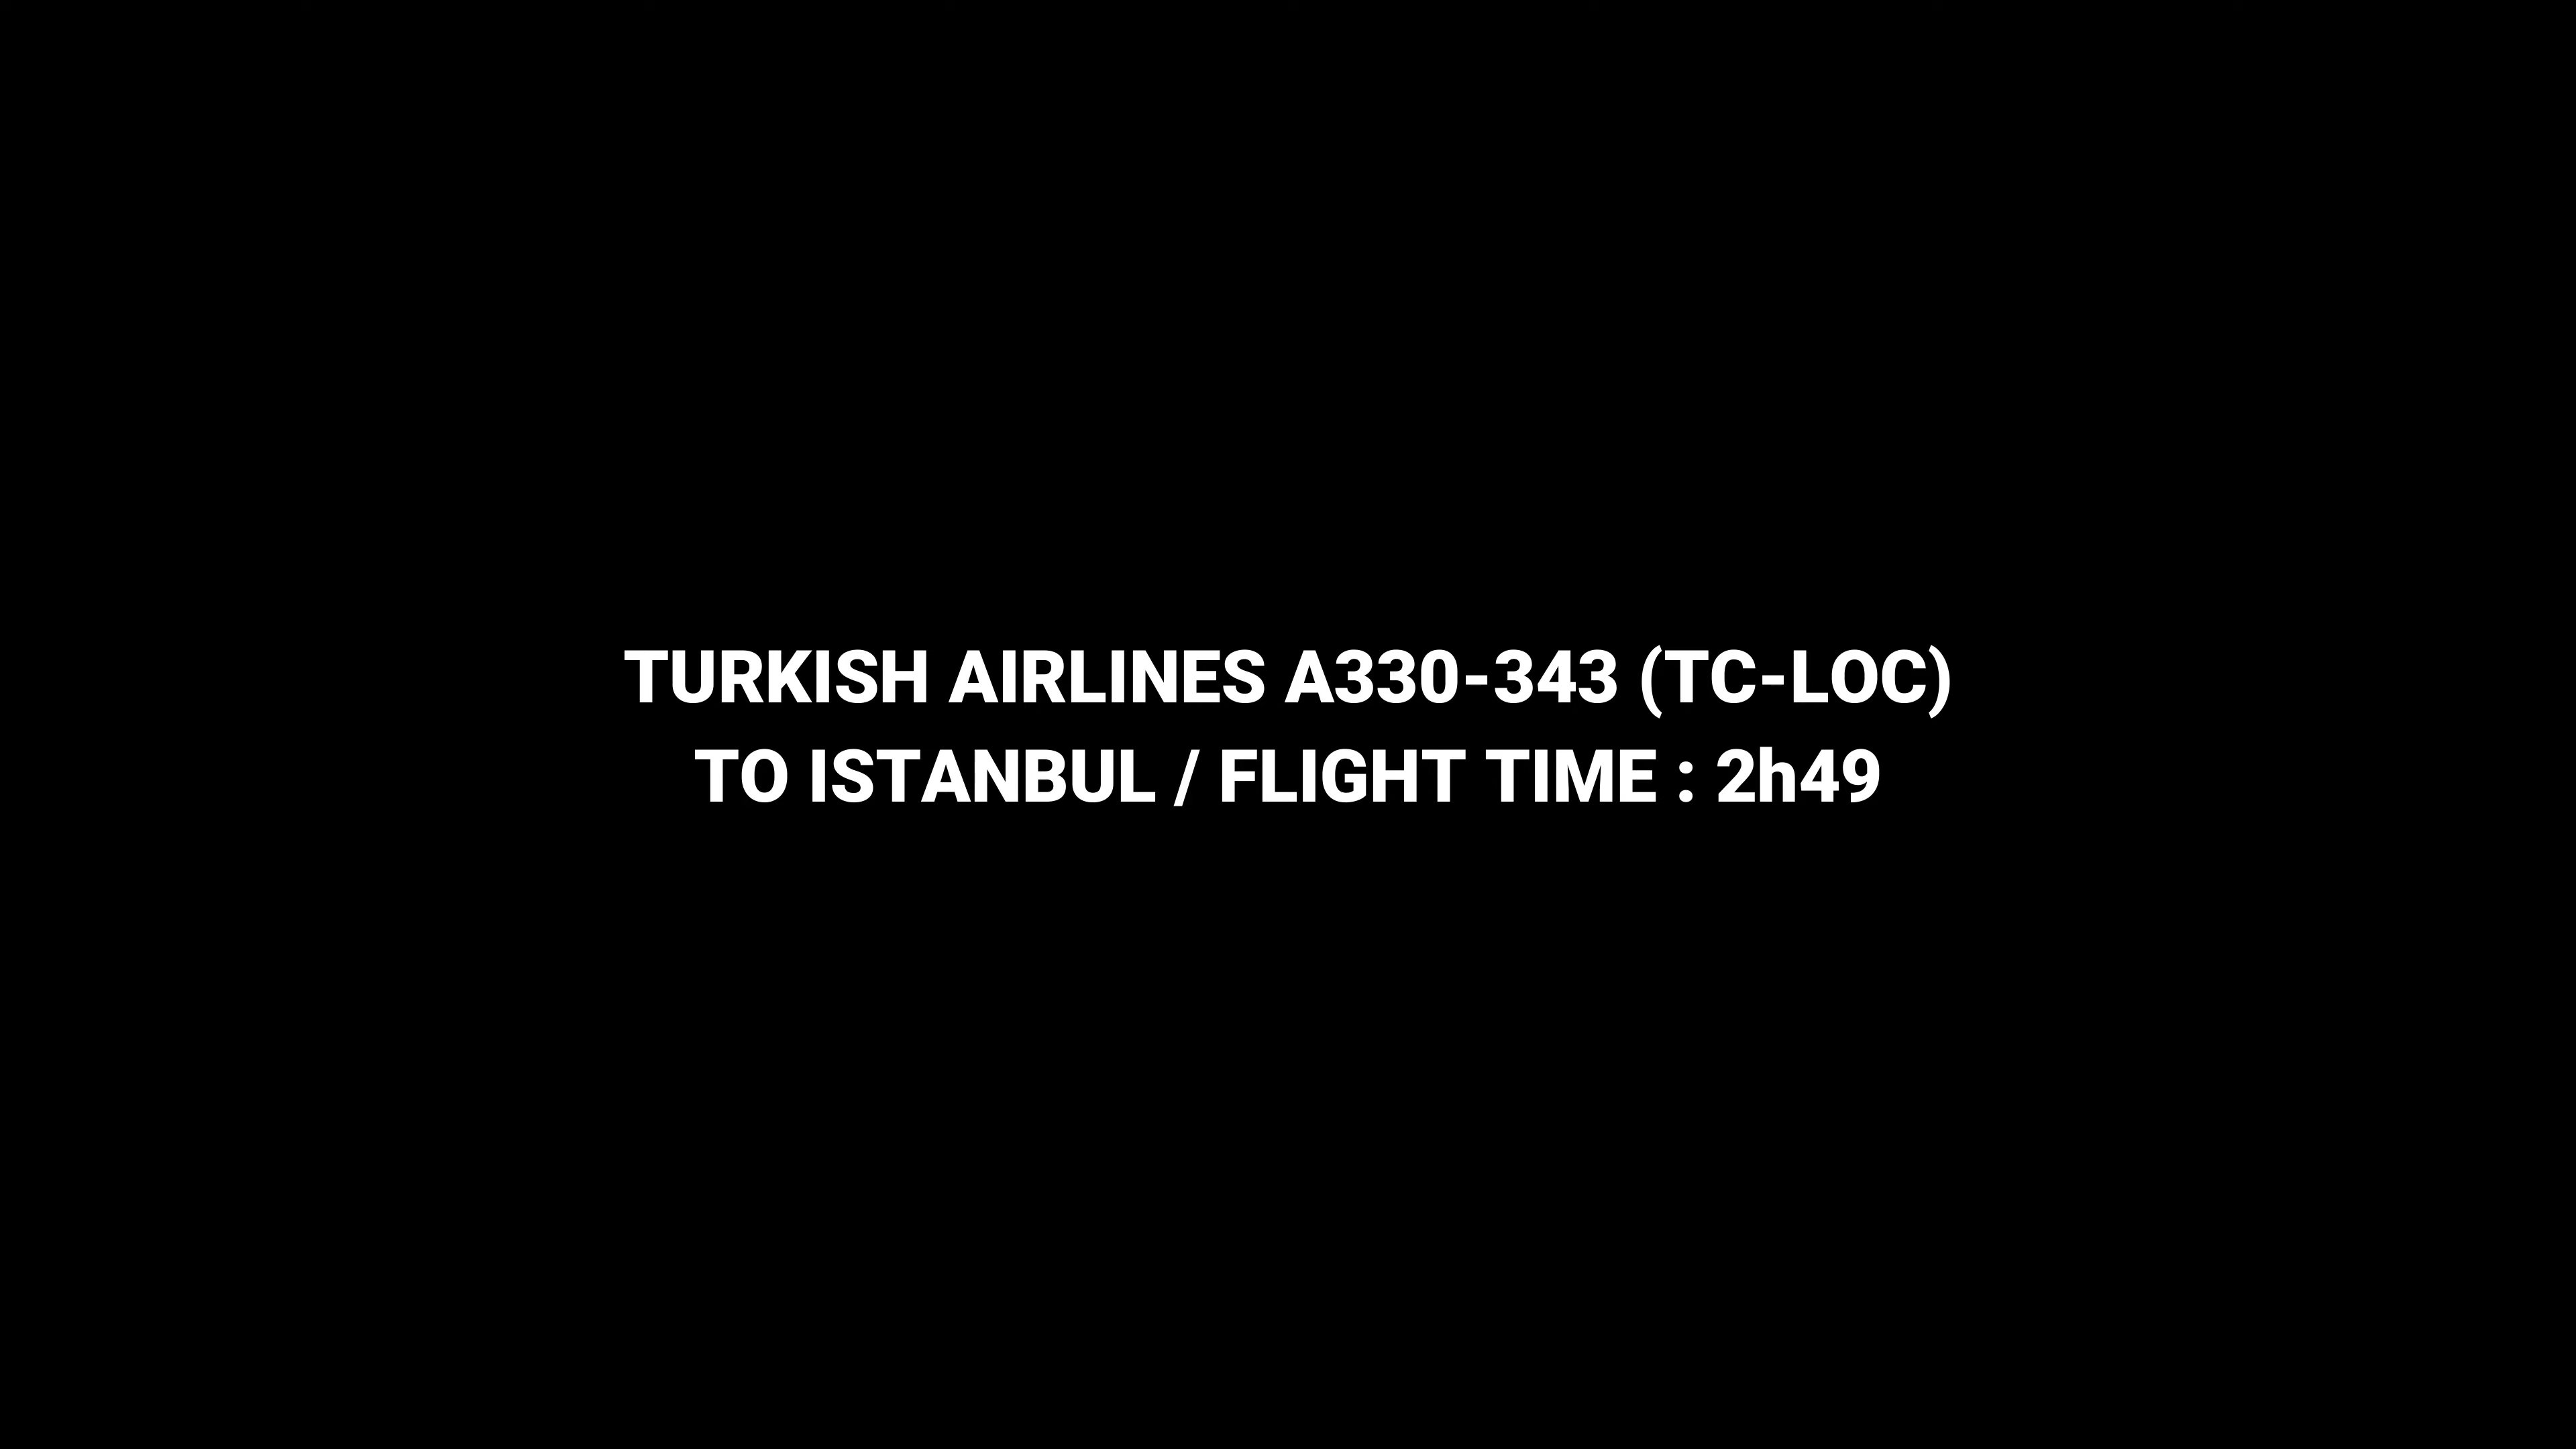 TURKISH AIRLINES A330-343 (TC-LOC)
TO ISTANBUL / FLIGHT TIME : 2h49